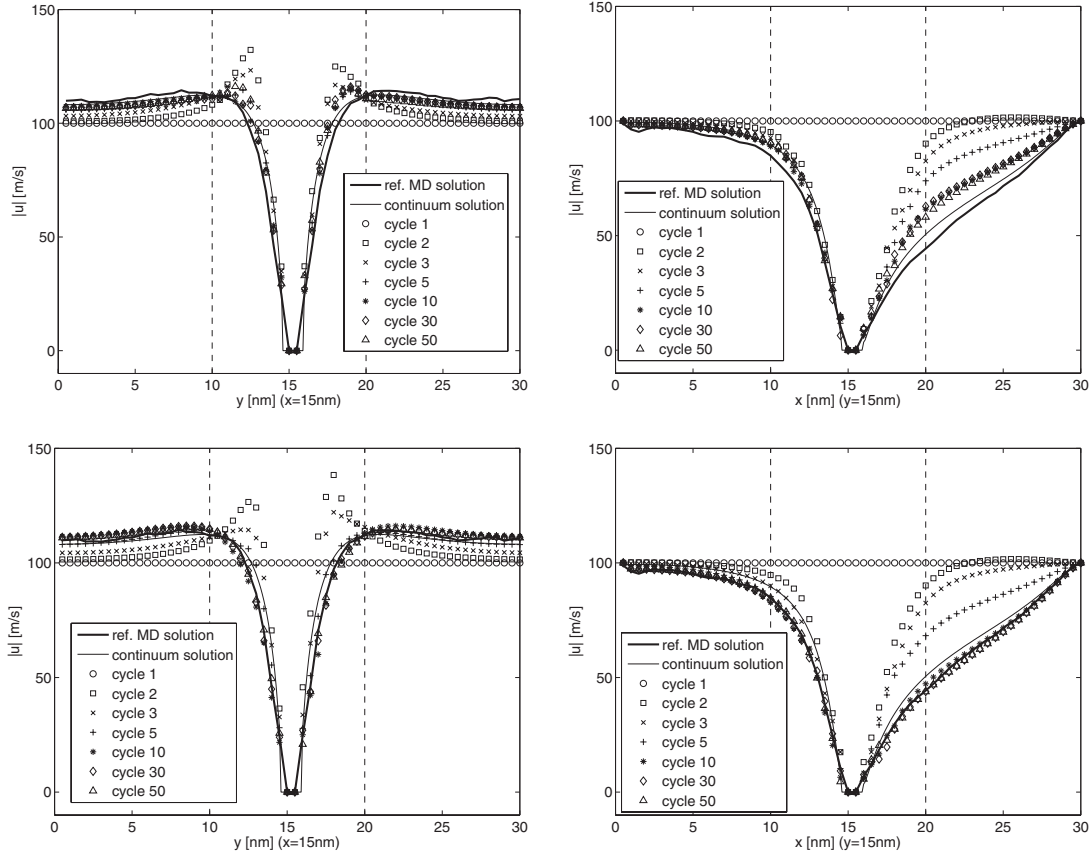 150
100
50
0
|u| [m/s]
ref. MD solution
continuum solution
cycle 1
cycle 2
cycle 3
cycle 5
cycle 10
cycle 30
cycle 50
0 5 10 15 20 25 30
y [nm] (x=15nm)
150
100
50
0
|u| [m/s]
ref. MD solution
continuum solution
cycle 1
cycle 2
cycle 3
cycle 5
cycle 10
cycle 30
cycle 50
0 5 10 15 20 25 30
x [nm] (y=15nm)
150
100
50
0
|u| [m/s]
ref. MD solution
continuum solution
cycle 1
cycle 2
cycle 3
cycle 5
cycle 10
cycle 30
cycle 50
0 5 10 15 20 25 30
y [nm] (x=15nm)
150
100
50
0
|u| [m/s]
ref. MD solution
continuum solution
cycle 1
cycle 2
cycle 3
cycle 5
cycle 10
cycle 30
cycle 50
0 5 10 15 20 25 30
x [nm] (y=15nm)